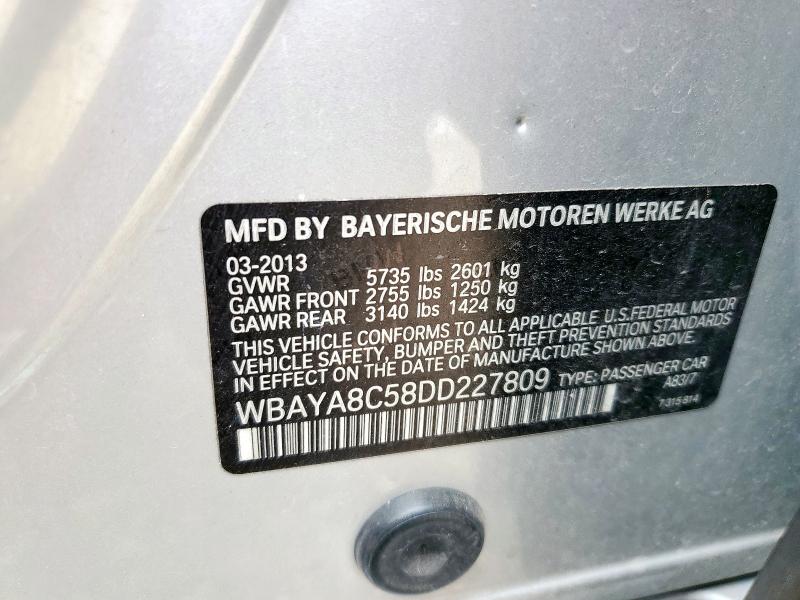 MFD BY BAYERISCHE MOTOREN WERKE AG
03-2013
GVWR 5735 lbs 2601 kg
GAWR FRONT 2755 lbs 1250 kg
GAWR REAR 3140 lbs 1424 kg
THIS VEHICLE CONFORMS TO ALL APPLICABLE U.S.FEDERAL MOTOR
VEHICLE SAFETY, BUMPER AND THEFT PREVENTION STANDARDS
IN EFFECT ON THE DATE OF MANUFACTURE SHOWN ABOVE.
WBAYA8C58DD227809 TYPE: PASSENGER CAR
A83/7
7315814